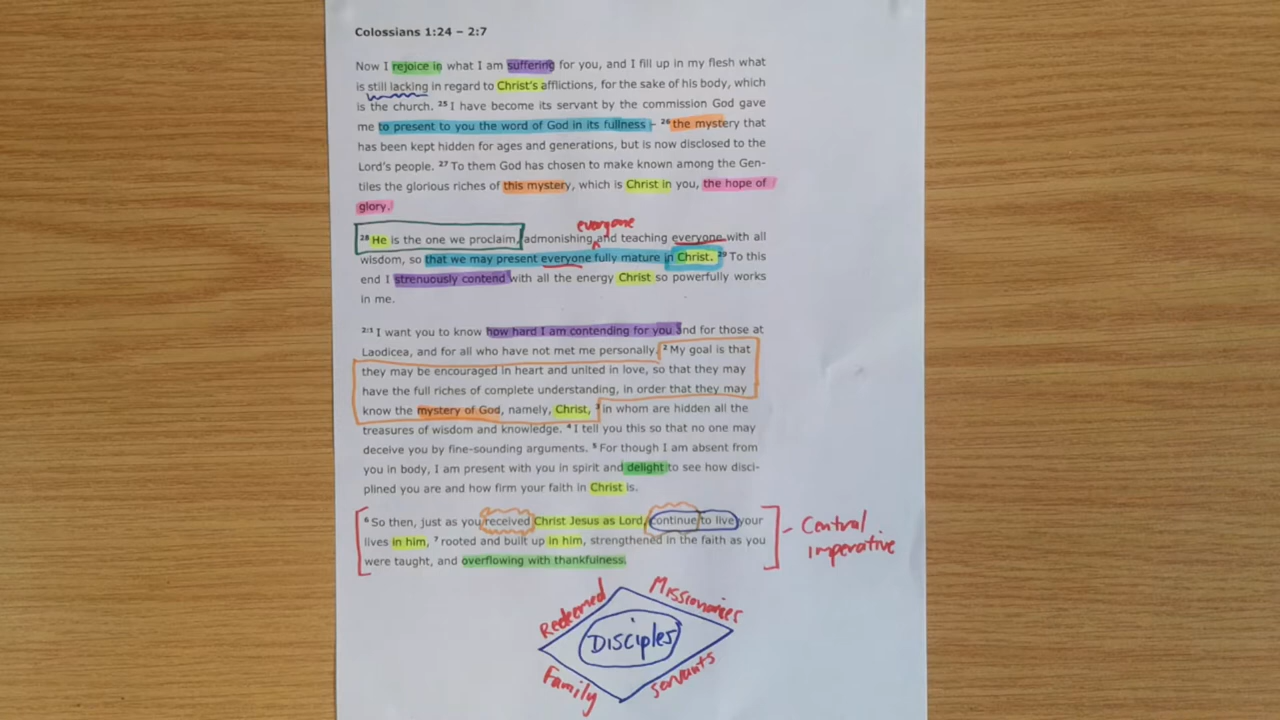 Colossians 1:24 – 2:7
Now I rejoice in what I am suffering for you, and I fill up in my flesh what
is still lacking in regard to Christ's afflictions, for the sake of his body, which
is the church. 25 I have become its servant by the commission God gave
me to present to you the word of God in its fullness – 26 the mystery that
has been kept hidden for ages and generations, but is now disclosed to the
Lord's people. 27 To them God has chosen to make known among the Gen-
tiles the glorious riches of this mystery, which is Christ in you, the hope of
glory.
everyone
28 He is the one we proclaim, admonishing and teaching everyone with all
wisdom, so that we may present everyone fully mature in Christ. 29 To this
end I strenuously contend with all the energy Christ so powerfully works
in me.
2:1 I want you to know how hard I am contending for you and for those at
Laodicea, and for all who have not met me personally. 2 My goal is that
they may be encouraged in heart and united in love, so that they may
have the full riches of complete understanding, in order that they may
know the mystery of God, namely, Christ, 3 in whom are hidden all the
treasures of wisdom and knowledge. 4 I tell you this so that no one may
deceive you by fine-sounding arguments. 5 For though I am absent from
you in body, I am present with you in spirit and delight to see how disci-
plined you are and how firm your faith in Christ is.
6 So then, just as you received Christ Jesus as Lord, continue to live your
lives in him, 7 rooted and built up in him, strengthened in the faith as you
were taught, and overflowing with thankfulness.
Central
imperative
Redeemed
Missionaries
Disciples
Family
servants